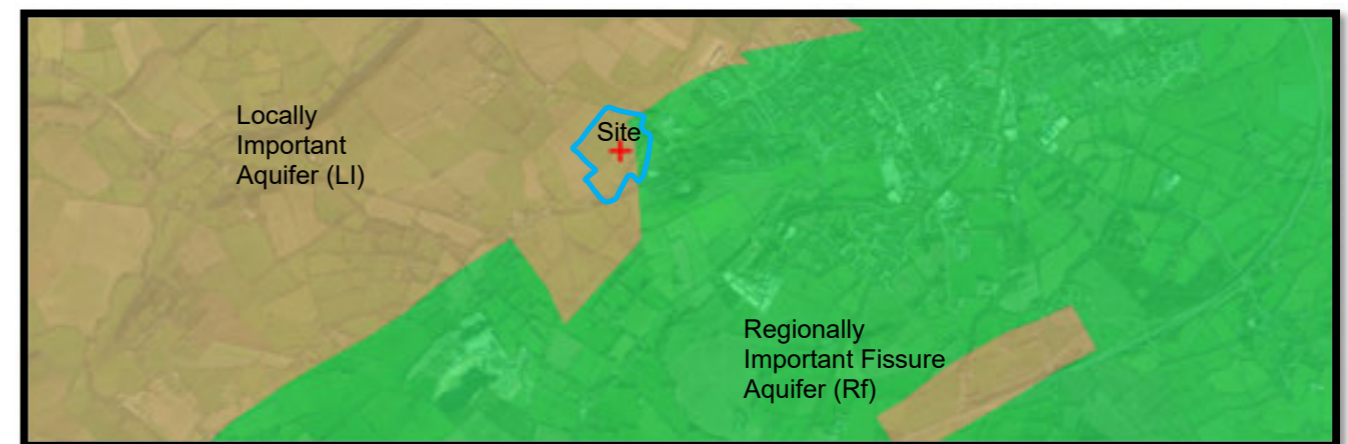 Locally
Important
Aquifer (LI)
Site
Regionally
Important Fissure
Aquifer (Rf)